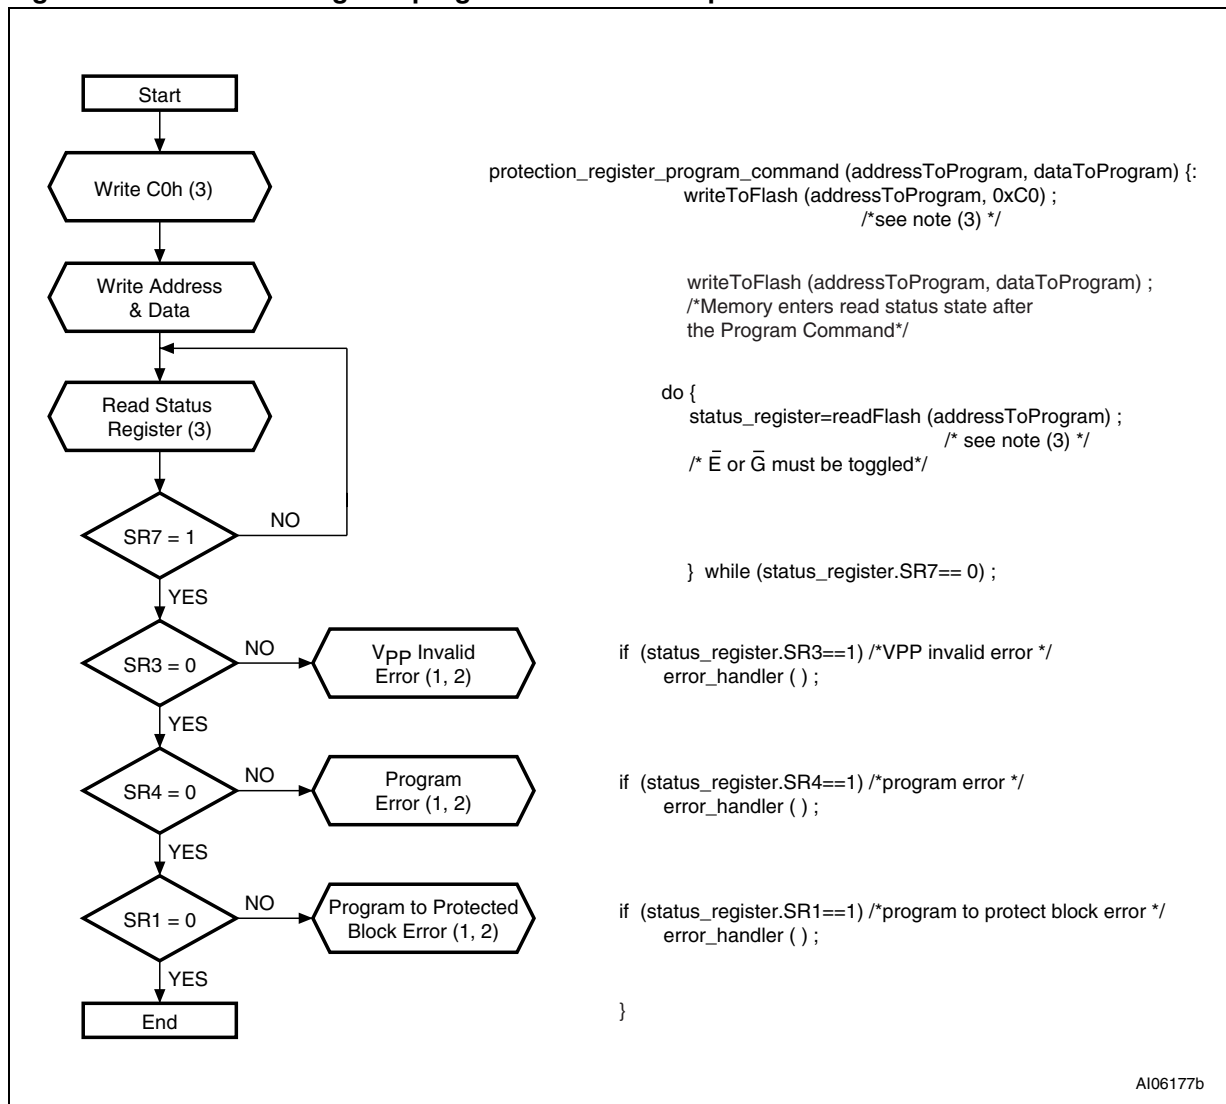 Start
Write C0h (3)
protection_register_program_command (addressToProgram, dataToProgram) {:
writeToFlash (addressToProgram, 0xC0) ;
/*see note (3) */
Write Address
& Data
writeToFlash (addressToProgram, dataToProgram) ;
/*Memory enters read status state after
the Program Command*/
Read Status
Register (3)
do {
status_register=readFlash (addressToProgram) ;
/* see note (3) */
/* E̅ or G̅ must be toggled*/
SR7 = 1
NO
YES
} while (status_register.SR7== 0) ;
SR3 = 0
NO
YES
VPP Invalid
Error (1, 2)
if (status_register.SR3==1) /*VPP invalid error */
error_handler ( ) ;
SR4 = 0
NO
YES
Program
Error (1, 2)
if (status_register.SR4==1) /*program error */
error_handler ( ) ;
SR1 = 0
NO
YES
Program to Protected
Block Error (1, 2)
if (status_register.SR1==1) /*program to protect block error */
error_handler ( ) ;
End
}
AI06177b